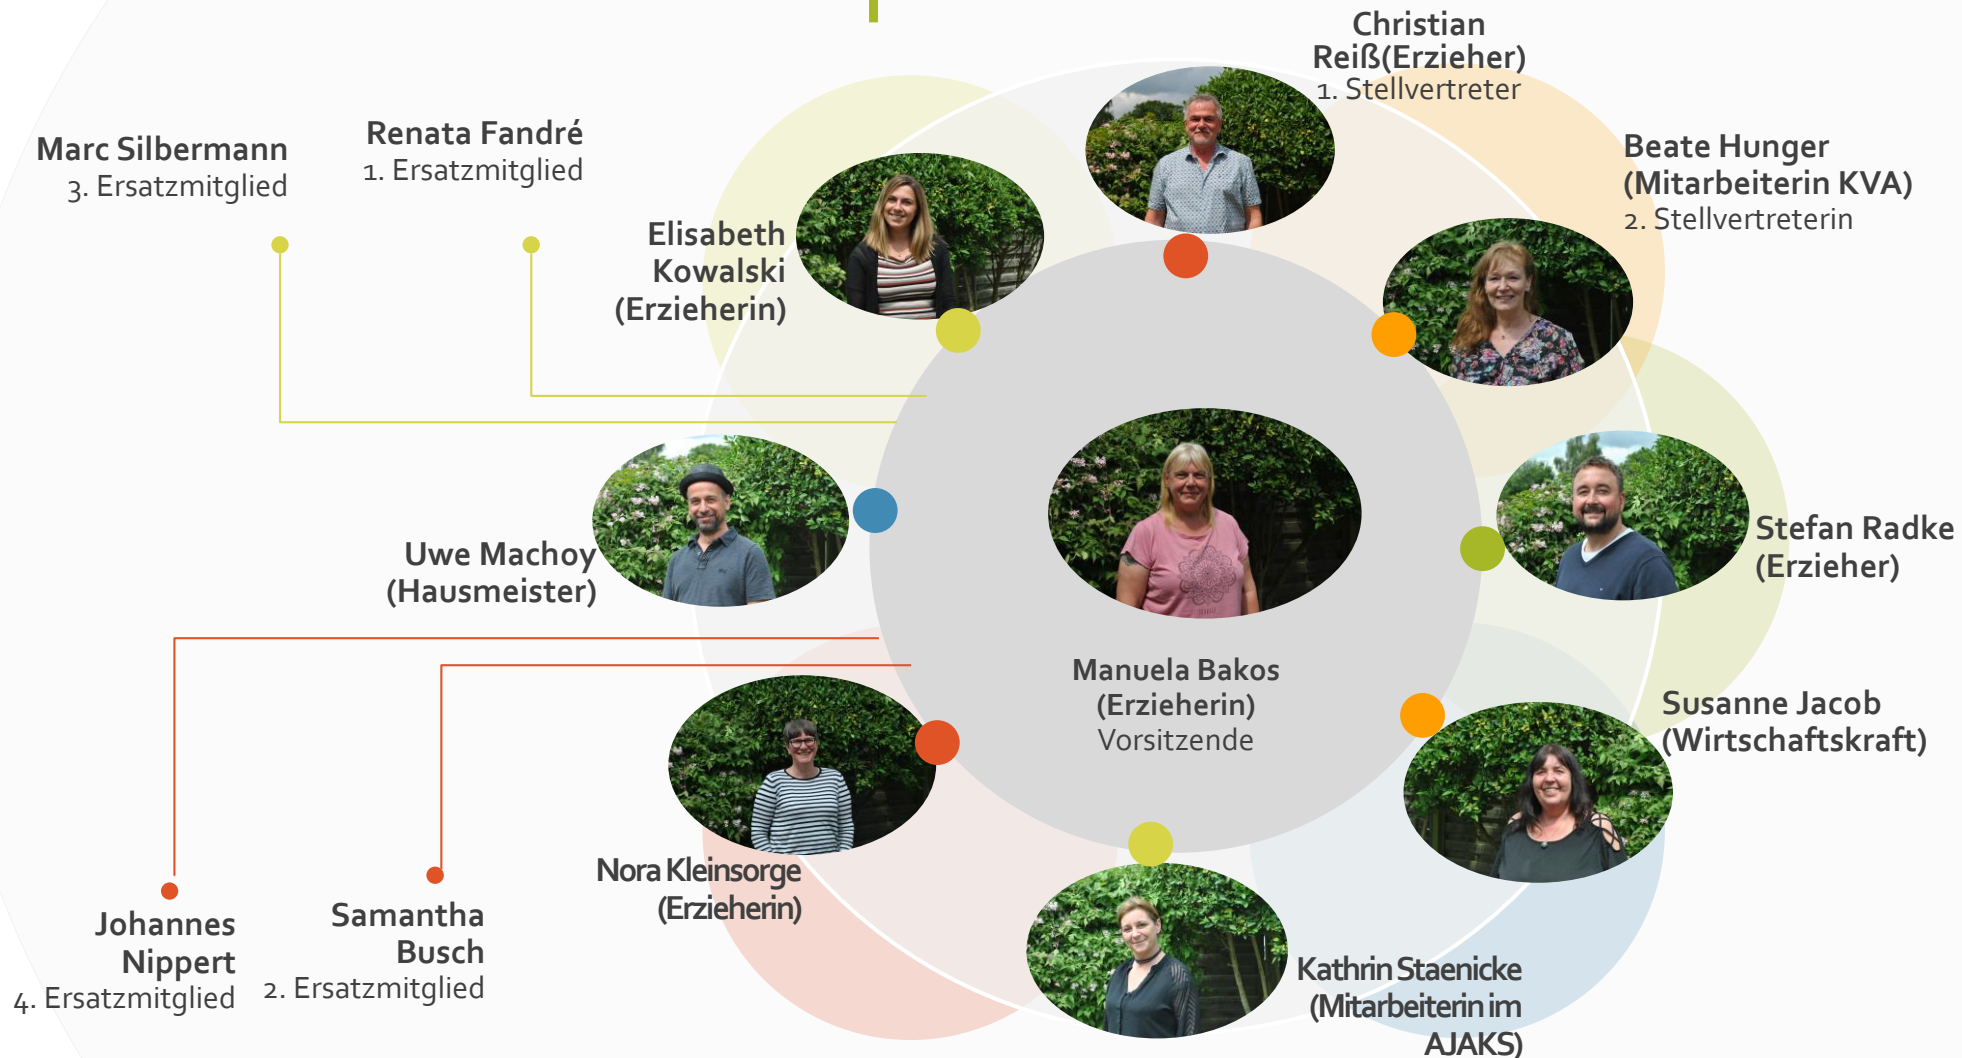 Christian
Reiß(Erzieher)
1. Stellvertreter
Marc Silbermann
3. Ersatzmitglied
Renata Fandré
1. Ersatzmitglied
Beate Hunger
(Mitarbeiterin KVA)
2. Stellvertreterin
Elisabeth
Kowalski
(Erzieherin)
Uwe Machoy
(Hausmeister)
Stefan Radke
(Erzieher)
Manuela Bakos
(Erzieherin)
Vorsitzende
Susanne Jacob
(Wirtschaftskraft)
Nora Kleinsorge
(Erzieherin)
Johannes
Nippert
4. Ersatzmitglied
Samantha
Busch
2. Ersatzmitglied
Kathrin Staenicke
(Mitarbeiterin im
AJAKS)